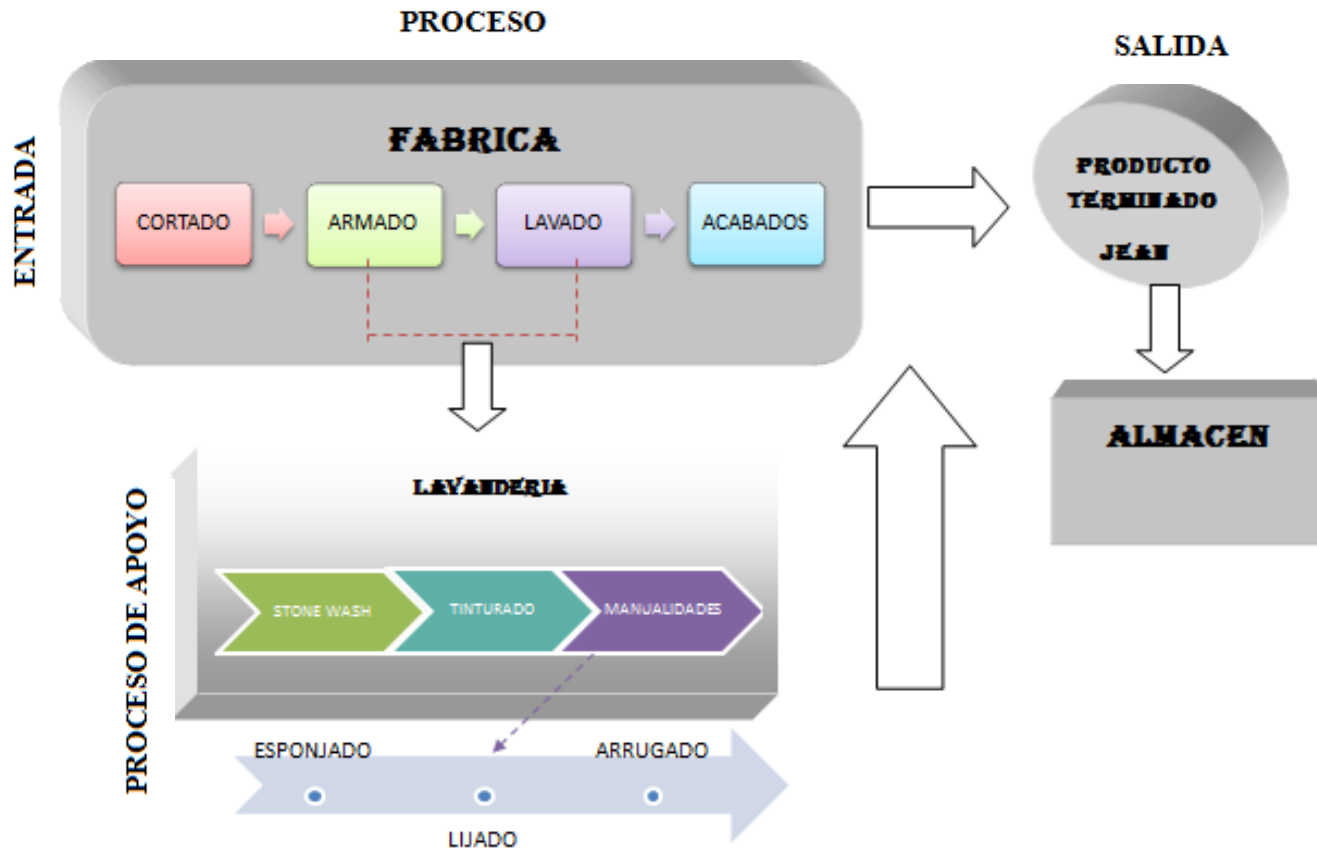 PROCESO
SALIDA
ENTRADA
FABRICA
CORTADO
ARMADO
LAVADO
ACABADOS
PRODUCTO
TERMINADO
JEAN
ALMACEN
PROCESO DE APOYO
LAVANDERIA
STONE WASH
TINTURADO
MANUALIDADES
ESPONJADO
ARRUGADO
LIJADO